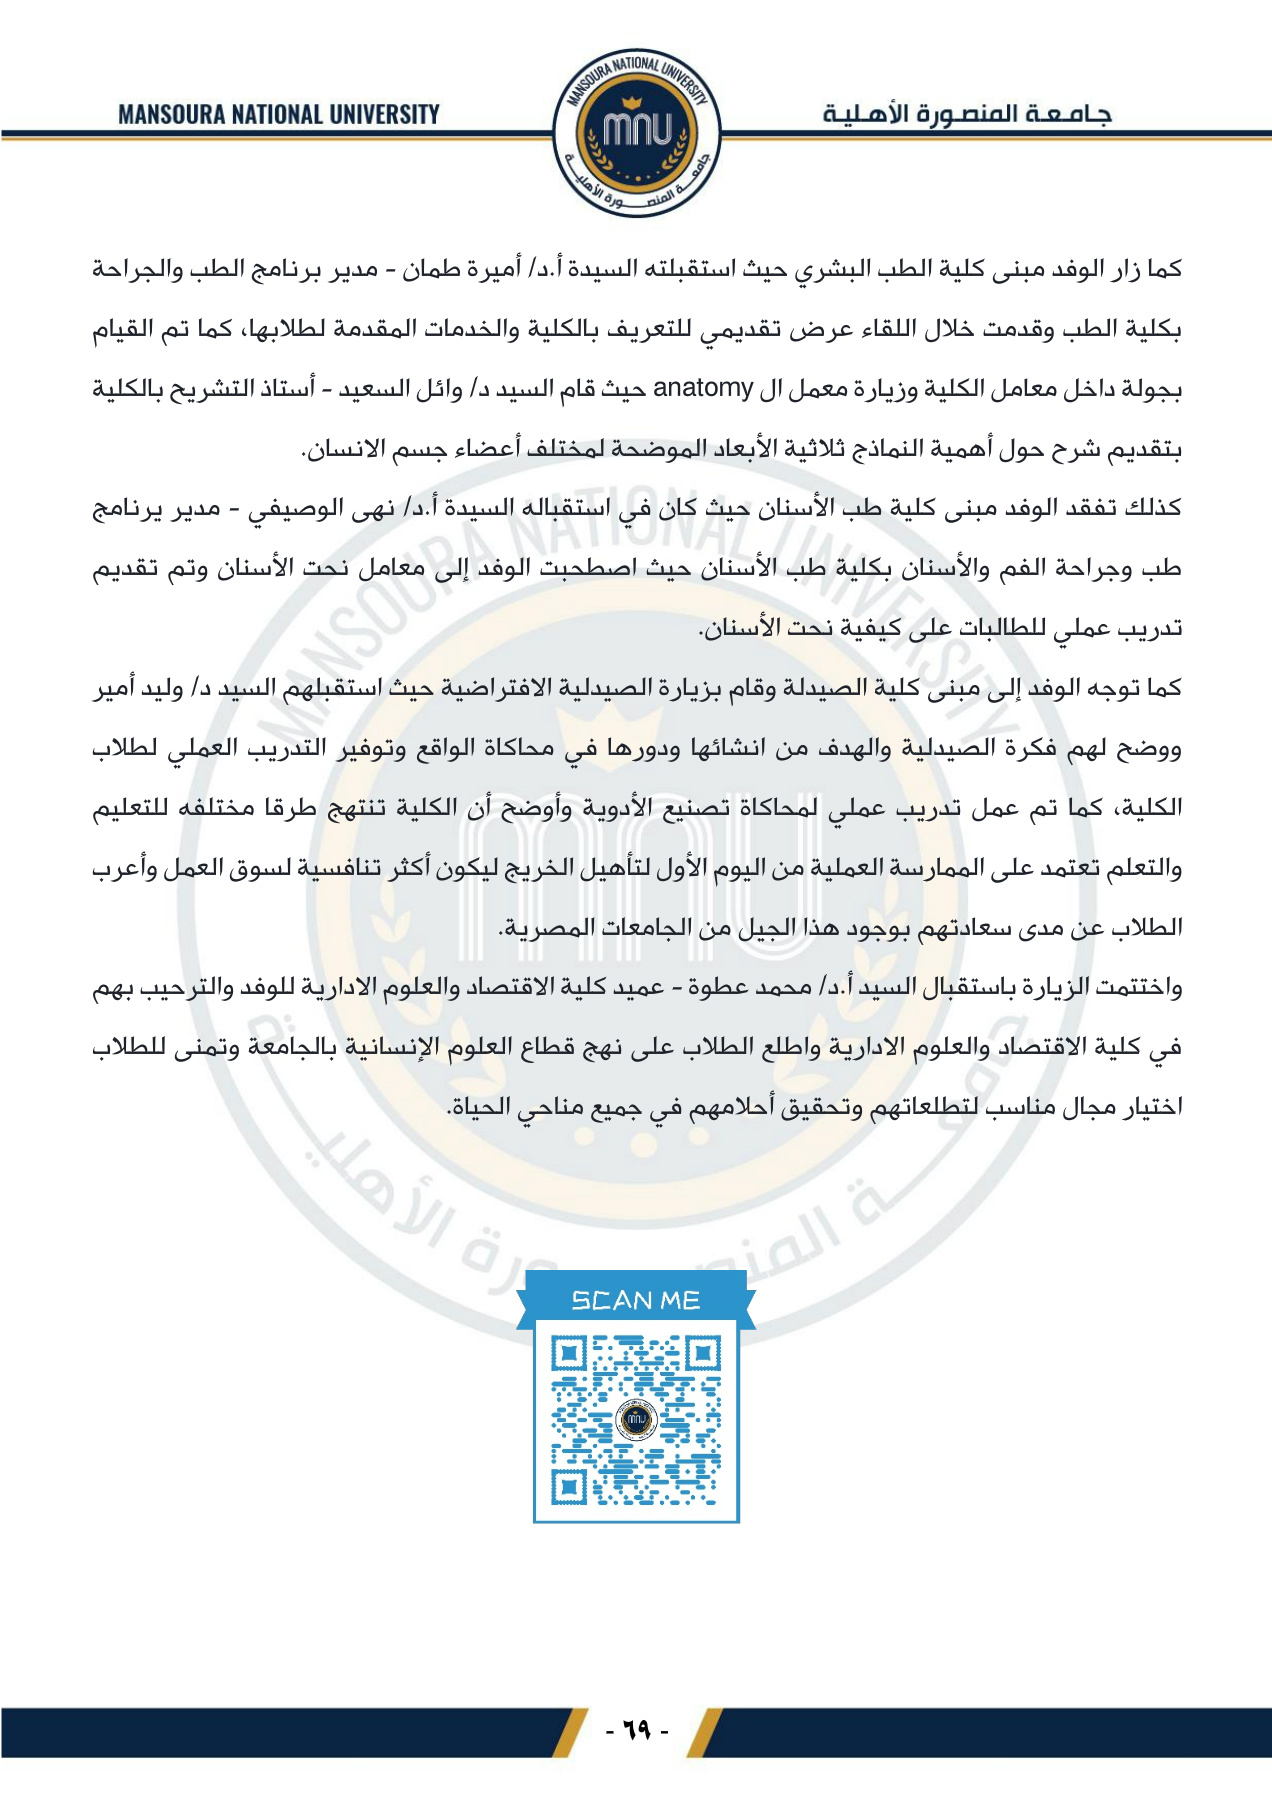 MANSOURA NATIONAL UNIVERSITY
جامعة المنصورة الأهلية
MANSOURA NATIONAL UNIVERSITY
mnu
جامعة المنصورة الأهلية
كما زار الوفد مبنى كلية الطب البشري حيث استقبلته السيدة أ.د/ أميرة طمان - مدير برنامج الطب والجراحة
بكلية الطب وقدمت خلال اللقاء عرض تقديمي للتعريف بالكلية والخدمات المقدمة لطلابها، كما تم القيام
بجولة داخل معامل الكلية وزيارة معمل ال anatomy حيث قام السيد د/ وائل السعيد - أستاذ التشريح بالكلية
بتقديم شرح حول أهمية النماذج ثلاثية الأبعاد الموضحة لمختلف أعضاء جسم الانسان.
كذلك تفقد الوفد مبنى كلية طب الأسنان حيث كان في استقباله السيدة أ.د/ نهى الوصيفي - مدير يرنامج
طب وجراحة الفم والأسنان بكلية طب الأسنان حيث اصطحبت الوفد إلى معامل نحت الأسنان وتم تقديم
تدريب عملي للطالبات على كيفية نحت الأسنان.
كما توجه الوفد إلى مبنى كلية الصيدلة وقام بزيارة الصيدلية الافتراضية حيث استقبلهم السيد د/ وليد أمير
ووضح لهم فكرة الصيدلية والهدف من انشائها ودورها في محاكاة الواقع وتوفير التدريب العملي لطلاب
الكلية، كما تم عمل تدريب عملي لمحاكاة تصنيع الأدوية وأوضح أن الكلية تنتهج طرقا مختلفه للتعليم
والتعلم تعتمد على الممارسة العملية من اليوم الأول لتأهيل الخريج ليكون أكثر تنافسية لسوق العمل وأعرب
الطلاب عن مدى سعادتهم بوجود هذا الجيل من الجامعات المصرية.
واختتمت الزيارة باستقبال السيد أ.د/ محمد عطوة - عميد كلية الاقتصاد والعلوم الادارية للوفد والترحيب بهم
في كلية الاقتصاد والعلوم الادارية واطلع الطلاب على نهج قطاع العلوم الإنسانية بالجامعة وتمنى للطلاب
اختيار مجال مناسب لتطلعاتهم وتحقيق أحلامهم في جميع مناحي الحياة.
SCAN ME
- ٦٩ -